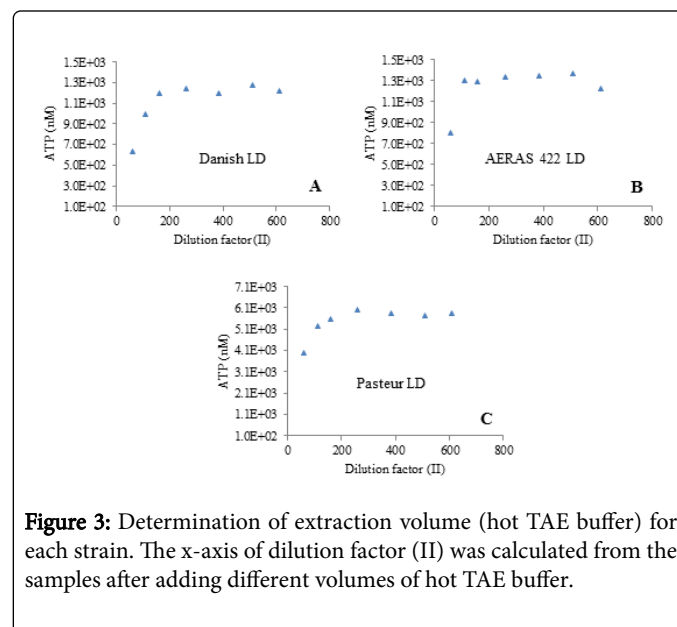 1.5E+03
1.3E+03
1.1E+03
9.0E+02
7.0E+02
5.0E+02
3.0E+02
1.0E+02
ATP (nM)
Danish LD
A
0 200 400 600 800
Dilution factor (II)
1.5E+03
1.3E+03
1.1E+03
9.0E+02
7.0E+02
5.0E+02
3.0E+02
1.0E+02
ATP (nM)
AERAS 422 LD
B
0 200 400 600 800
Dilution factor (II)
7.1E+03
6.1E+03
5.1E+03
4.1E+03
3.1E+03
2.1E+03
1.1E+03
1.0E+02
ATP (nM)
Pasteur LD
C
0 200 400 600 800
Dilution factor (II)
Figure 3: Determination of extraction volume (hot TAE buffer) for
each strain. The x-axis of dilution factor (II) was calculated from the
samples after adding different volumes of hot TAE buffer.